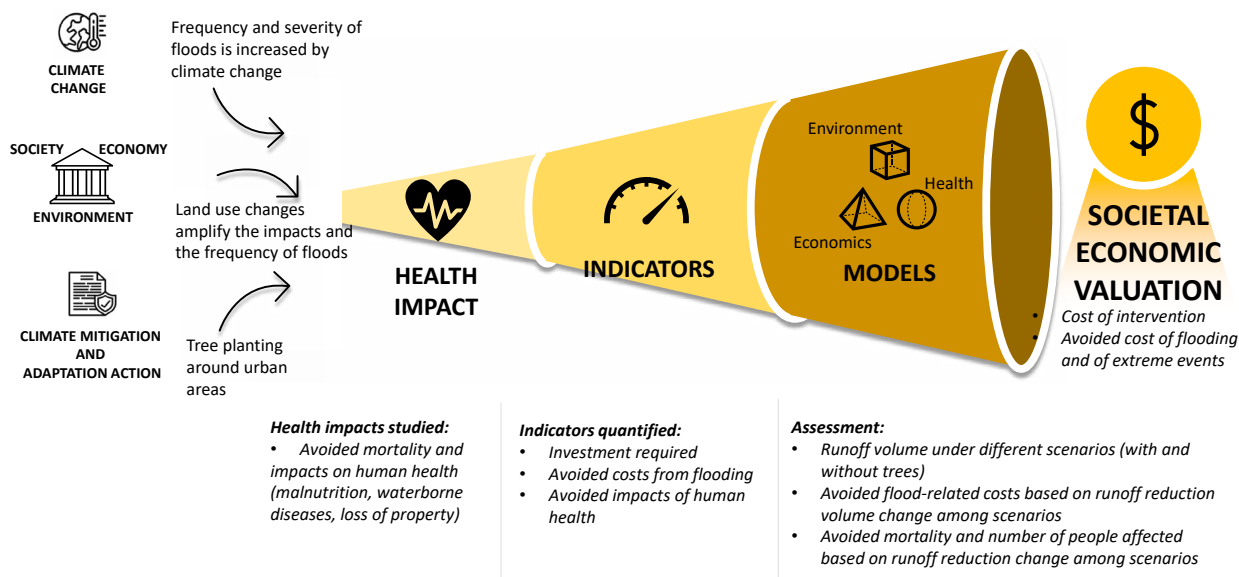 CLIMATE
CHANGE
Frequency and severity of
floods is increased by
climate change
SOCIETY
ECONOMY
ENVIRONMENT
Land use changes
amplify the impacts and
the frequency of floods
CLIMATE MITIGATION
AND
ADAPTATION ACTION
Tree planting
around urban
areas
HEALTH
IMPACT
INDICATORS
Environment
Health
Economics
MODELS
$
SOCIETAL
ECONOMIC
VALUATION
• Cost of intervention
• Avoided cost of flooding
and of extreme events
Health impacts studied:
• Avoided mortality and
impacts on human health
(malnutrition, waterborne
diseases, loss of property)
Indicators quantified:
• Investment required
• Avoided costs from flooding
• Avoided impacts of human
health
Assessment:
• Runoff volume under different scenarios (with and
without trees)
• Avoided flood-related costs based on runoff reduction
volume change among scenarios
• Avoided mortality and number of people affected
based on runoff reduction change among scenarios